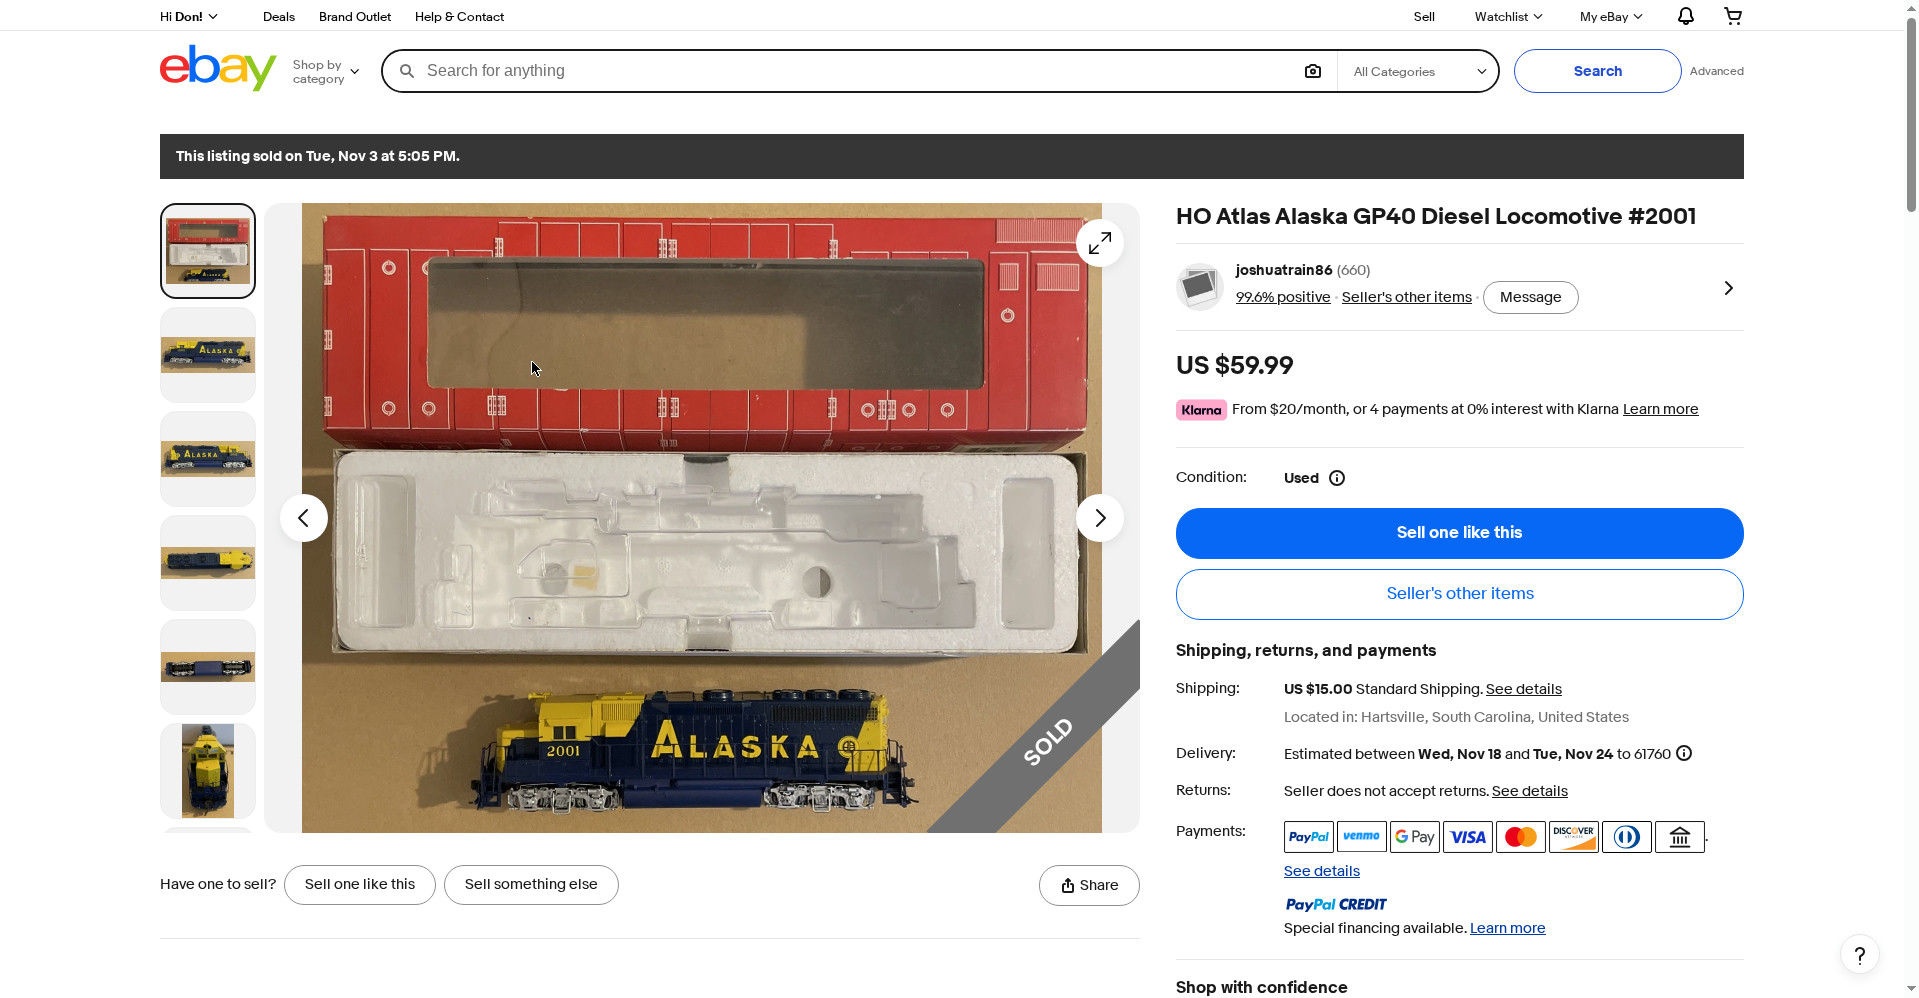 Hi Don!
Deals
Brand Outlet
Help & Contact
Sell
Watchlist
My eBay
ebay
Shop by category
Search for anything
All Categories
Search
Advanced
This listing sold on Tue, Nov 3 at 5:05 PM.
2001
ALASKA
SOLD
Have one to sell?
Sell one like this
Sell something else
Share
HO Atlas Alaska GP40 Diesel Locomotive #2001
joshuatrain86 (660)
99.6% positive · Seller's other items · Message
US $59.99
Klarna From $20/month, or 4 payments at 0% interest with Klarna Learn more
Condition: Used
Sell one like this
Seller's other items
Shipping, returns, and payments
Shipping: US $15.00 Standard Shipping. See details
Located in: Hartsville, South Carolina, United States
Delivery: Estimated between Wed, Nov 18 and Tue, Nov 24 to 61760
Returns: Seller does not accept returns. See details
Payments: PayPal venmo G Pay VISA DISCOVER
See details
PayPal CREDIT
Special financing available. Learn more
Shop with confidence
?